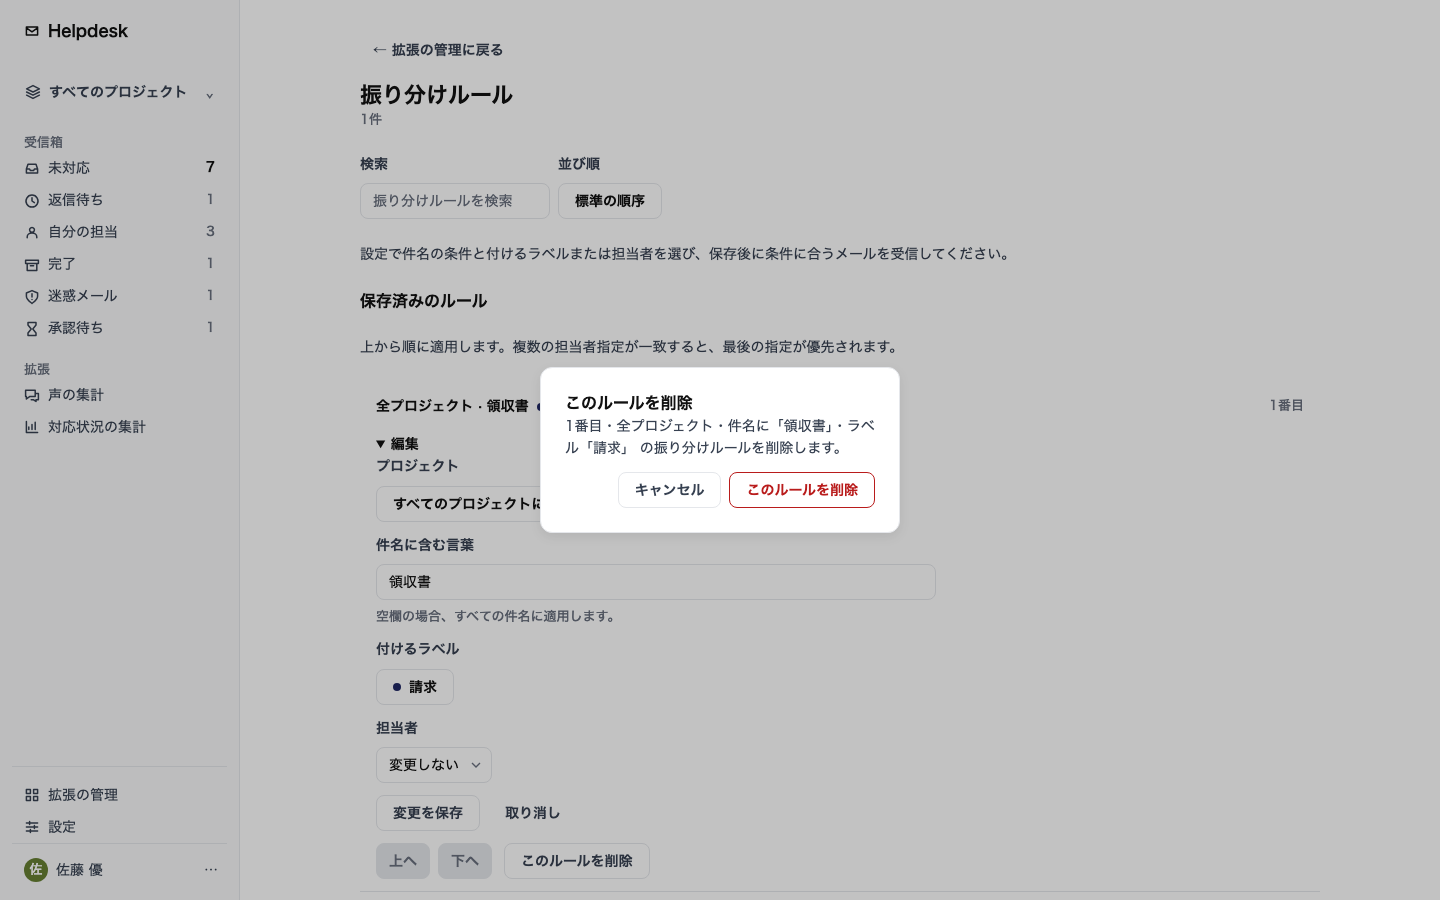 Helpdesk
すべてのプロジェクト
受信箱
未対応 7
返信待ち 1
自分の担当 3
完了 1
迷惑メール 1
承認待ち 1
拡張
声の集計
対応状況の集計
拡張の管理
設定
佐 佐藤 優 …
← 拡張の管理に戻る
振り分けルール
1件
検索 並び順
振り分けルールを検索 標準の順序
設定で件名の条件と付けるラベルまたは担当者を選び、保存後に条件に合うメールを受信してください。
保存済みのルール
上から順に適用します。複数の担当者指定が一致すると、最後の指定が優先されます。
全プロジェクト・領収書 1番目
▼ 編集
プロジェクト
すべてのプロジェクトに
件名に含む言葉
領収書
空欄の場合、すべての件名に適用します。
付けるラベル
請求
担当者
変更しない
変更を保存 取り消し
上へ 下へ このルールを削除
このルールを削除
1番目・全プロジェクト・件名に「領収書」・ラベ
ル「請求」 の振り分けルールを削除します。
キャンセル このルールを削除